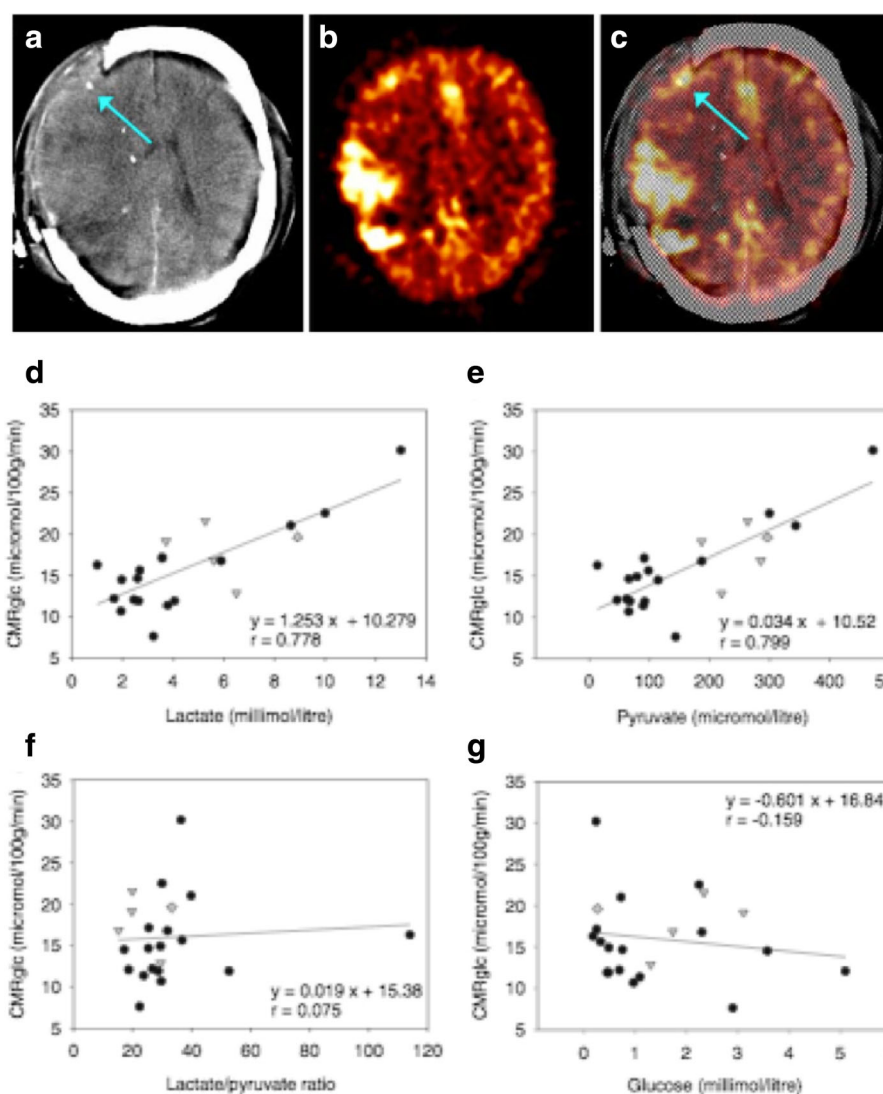 a
b
c
d
e
CMRglc (micromol/100g/min)
35
30
25
20
15
10
5
y = 1.253 x + 10.279
r = 0.778
0 2 4 6 8 10 12 14
Lactate (millimol/litre)
CMRglc (micromol/100g/min)
35
30
25
20
15
10
5
y = 0.034 x + 10.52
r = 0.799
0 100 200 300 400
Pyruvate (micromol/litre)
f
g
CMRglc (micromol/100g/min)
35
30
25
20
15
10
5
y = 0.019 x + 15.38
r = 0.075
0 20 40 60 80 100 120
Lactate/pyruvate ratio
CMRglc (micromol/100g/min)
35
30
25
20
15
10
5
y = -0.601 x + 16.84
r = -0.159
0 1 2 3 4 5
Glucose (millimol/litre)